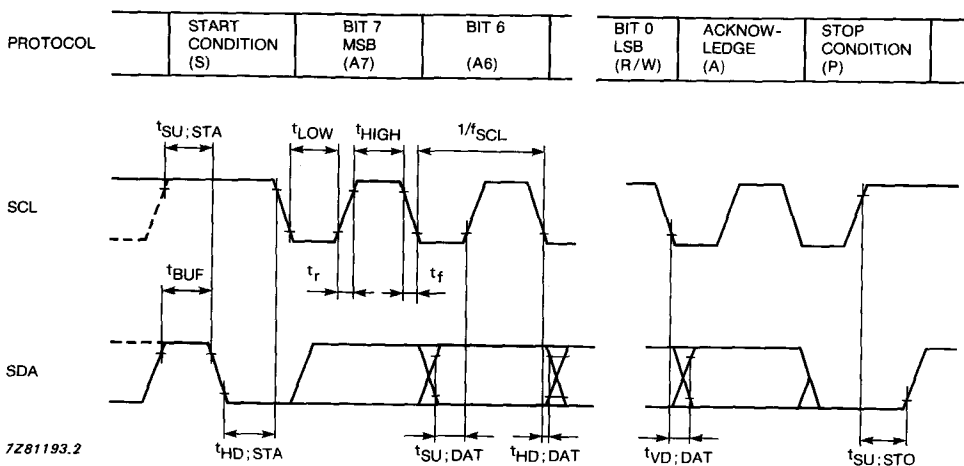 PROTOCOL
START
CONDITION
(S)
BIT 7
MSB
(A7)
BIT 6
(A6)
BIT 0
LSB
(R/W)
ACKNOW-
LEDGE
(A)
STOP
CONDITION
(P)
tSU;STA
tLOW
tHIGH
1/fSCL
SCL
tBUF
tr
tf
SDA
tHD;STA
tSU;DAT
tHD;DAT
tVD;DAT
tSU:STO
7Z81193.2